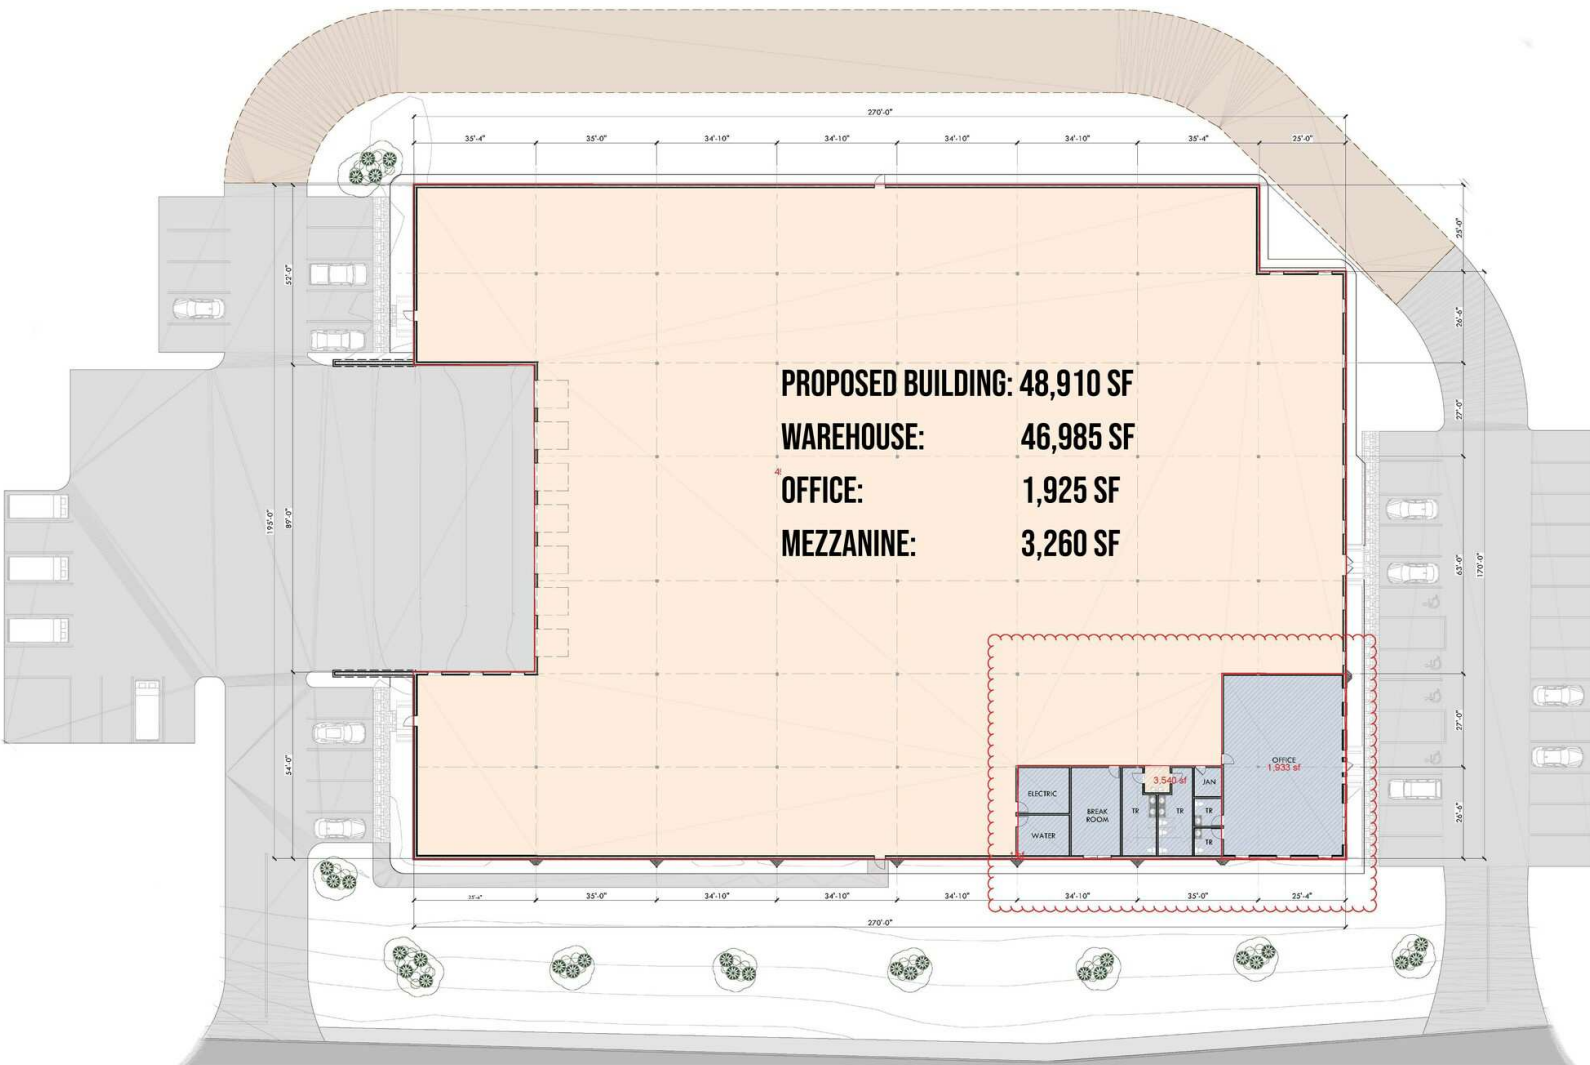 270'-0"
35'-4" 35'-0" 34'-10" 34'-10" 34'-10" 34'-10" 35'-4" 25'-0"
25'-0"
52'-0"
26'-6"
PROPOSED BUILDING: 48,910 SF
27'-0"
WAREHOUSE: 46,985 SF
OFFICE: 1,925 SF
195'-0" 89'-0"
MEZZANINE: 3,260 SF
63'-0" 170'-0"
27'-0"
54'-0"
OFFICE
1,933 sf
3,540 sf
JAN
ELECTRIC
BREAK
ROOM
TR TR TR
26'-6"
WATER
TR
35'-0" 34'-10" 34'-10" 34'-10" 34'-10" 35'-0" 25'-4"
270'-0"